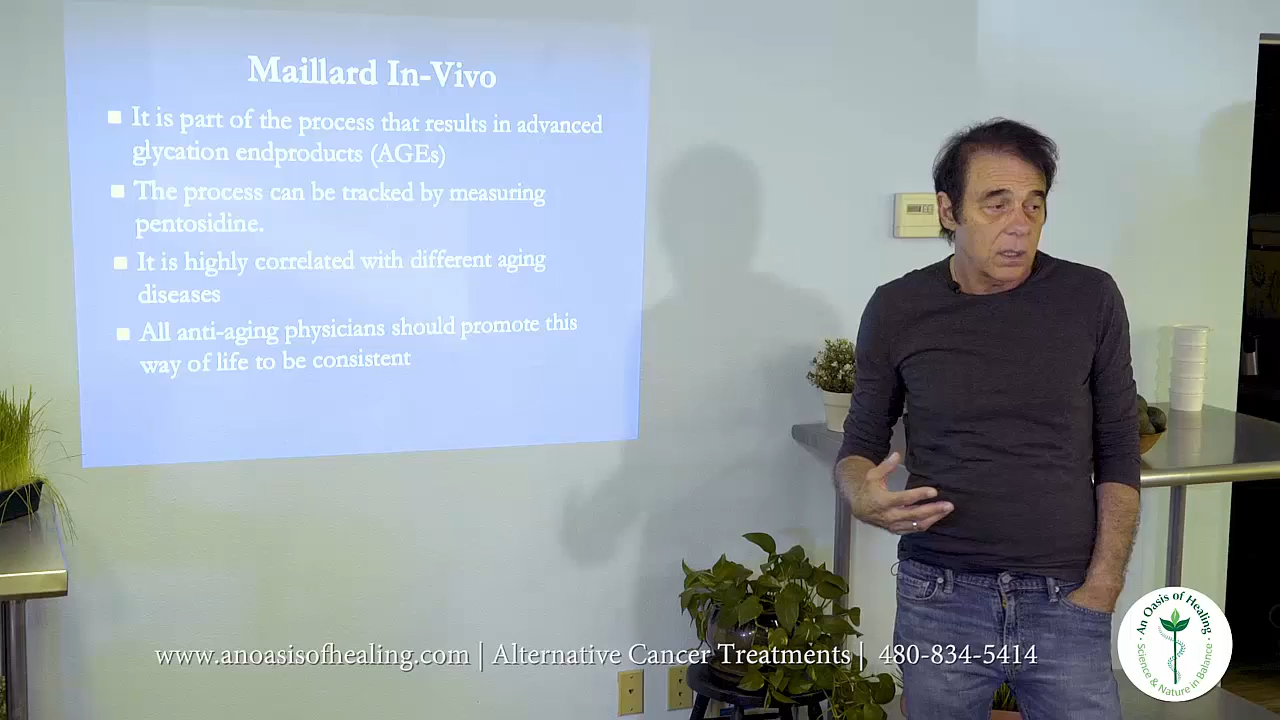 Maillard In-Vivo
It is part of the process that results in advanced
glycation endproducts (AGEs)
The process can be tracked by measuring
pentosidine.
It is highly correlated with different aging
diseases
All anti-aging physicians should promote this
way of life to be consistent
www.anoasisofhealing.com | Alternative Cancer Treatments | 480-834-5414
An Oasis of Healing
Science & Nature in Balance